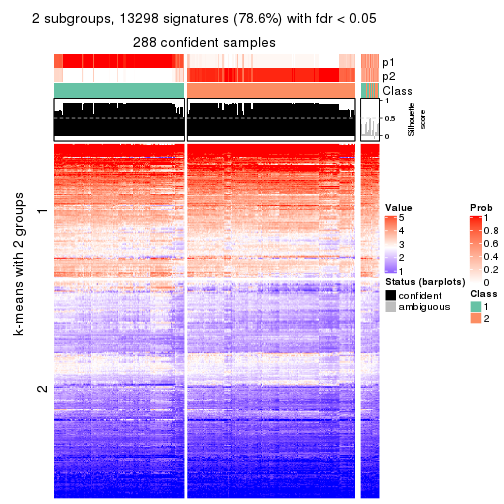 2 subgroups, 13298 signatures (78.6%) with fdr < 0.05
288 confident samples
p1
p2
Class
1
0.5
0
Silhouette
score
k-means with 2 groups
1
2
Value
5
4
3
2
1
Status (barplots)
confident
ambiguous
Prob
1
0.8
0.6
0.4
0.2
0
Class
1
2